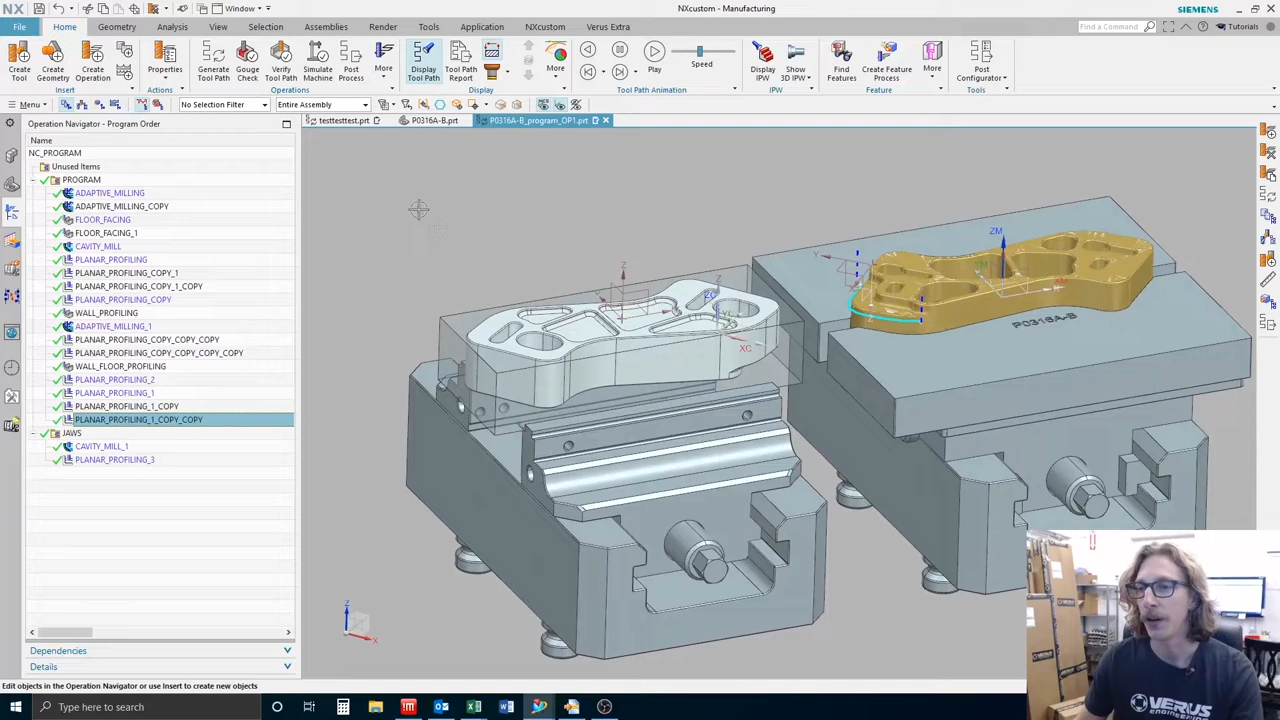 NX
Window
NXcustom - Manufacturing
SIEMENS
File Home Geometry Analysis View Selection Assemblies Render Tools Application NXcustom Verus Extra
Find a Command
Tutorials
Create Tool
Create Geometry
Create Operation
Properties
Generate Tool Path
Gouge Check
Verify Tool Path
Simulate Machine
Post Process
More
Display Tool Path
Tool Path Report
More
Play
Speed
Display IPW
Show 3D IPW
Find Features
Create Feature Process
More
Post Configurator
Insert Actions Operations Display Tool Path Animation IPW Feature Tools
Menu
No Selection Filter
Entire Assembly
Operation Navigator - Program Order
testtesttest.prt
P0316A-B.prt
P0316A-B_program_OP1.prt
Name
NC_PROGRAM
Unused Items
PROGRAM
ADAPTIVE_MILLING
ADAPTIVE_MILLING_COPY
FLOOR_FACING
FLOOR_FACING_1
CAVITY_MILL
PLANAR_PROFILING
PLANAR_PROFILING_COPY_1
PLANAR_PROFILING_1_COPY_1
PLANAR_PROFILING_COPY
WALL_PROFILING
ADAPTIVE_MILLING_1
PLANAR_PROFILING_COPY_COPY_COPY
PLANAR_PROFILING_COPY_COPY_COPY_COPY
WALL_FLOOR_PROFILING
PLANAR_PROFILING_2
PLANAR_PROFILING_1
PLANAR_PROFILING_1_COPY
PLANAR_PROFILING_1_COPY_COPY
JAWS
CAVITY_MILL_1
PLANAR_PROFILING_3
ZM
Y
Z
P0316A-B
Z
Z
ZC
XC
Z
X
Dependencies
Details
Edit objects in the Operation Navigator or use Insert to create new objects
Type here to search
VERUS
ENGINEERING